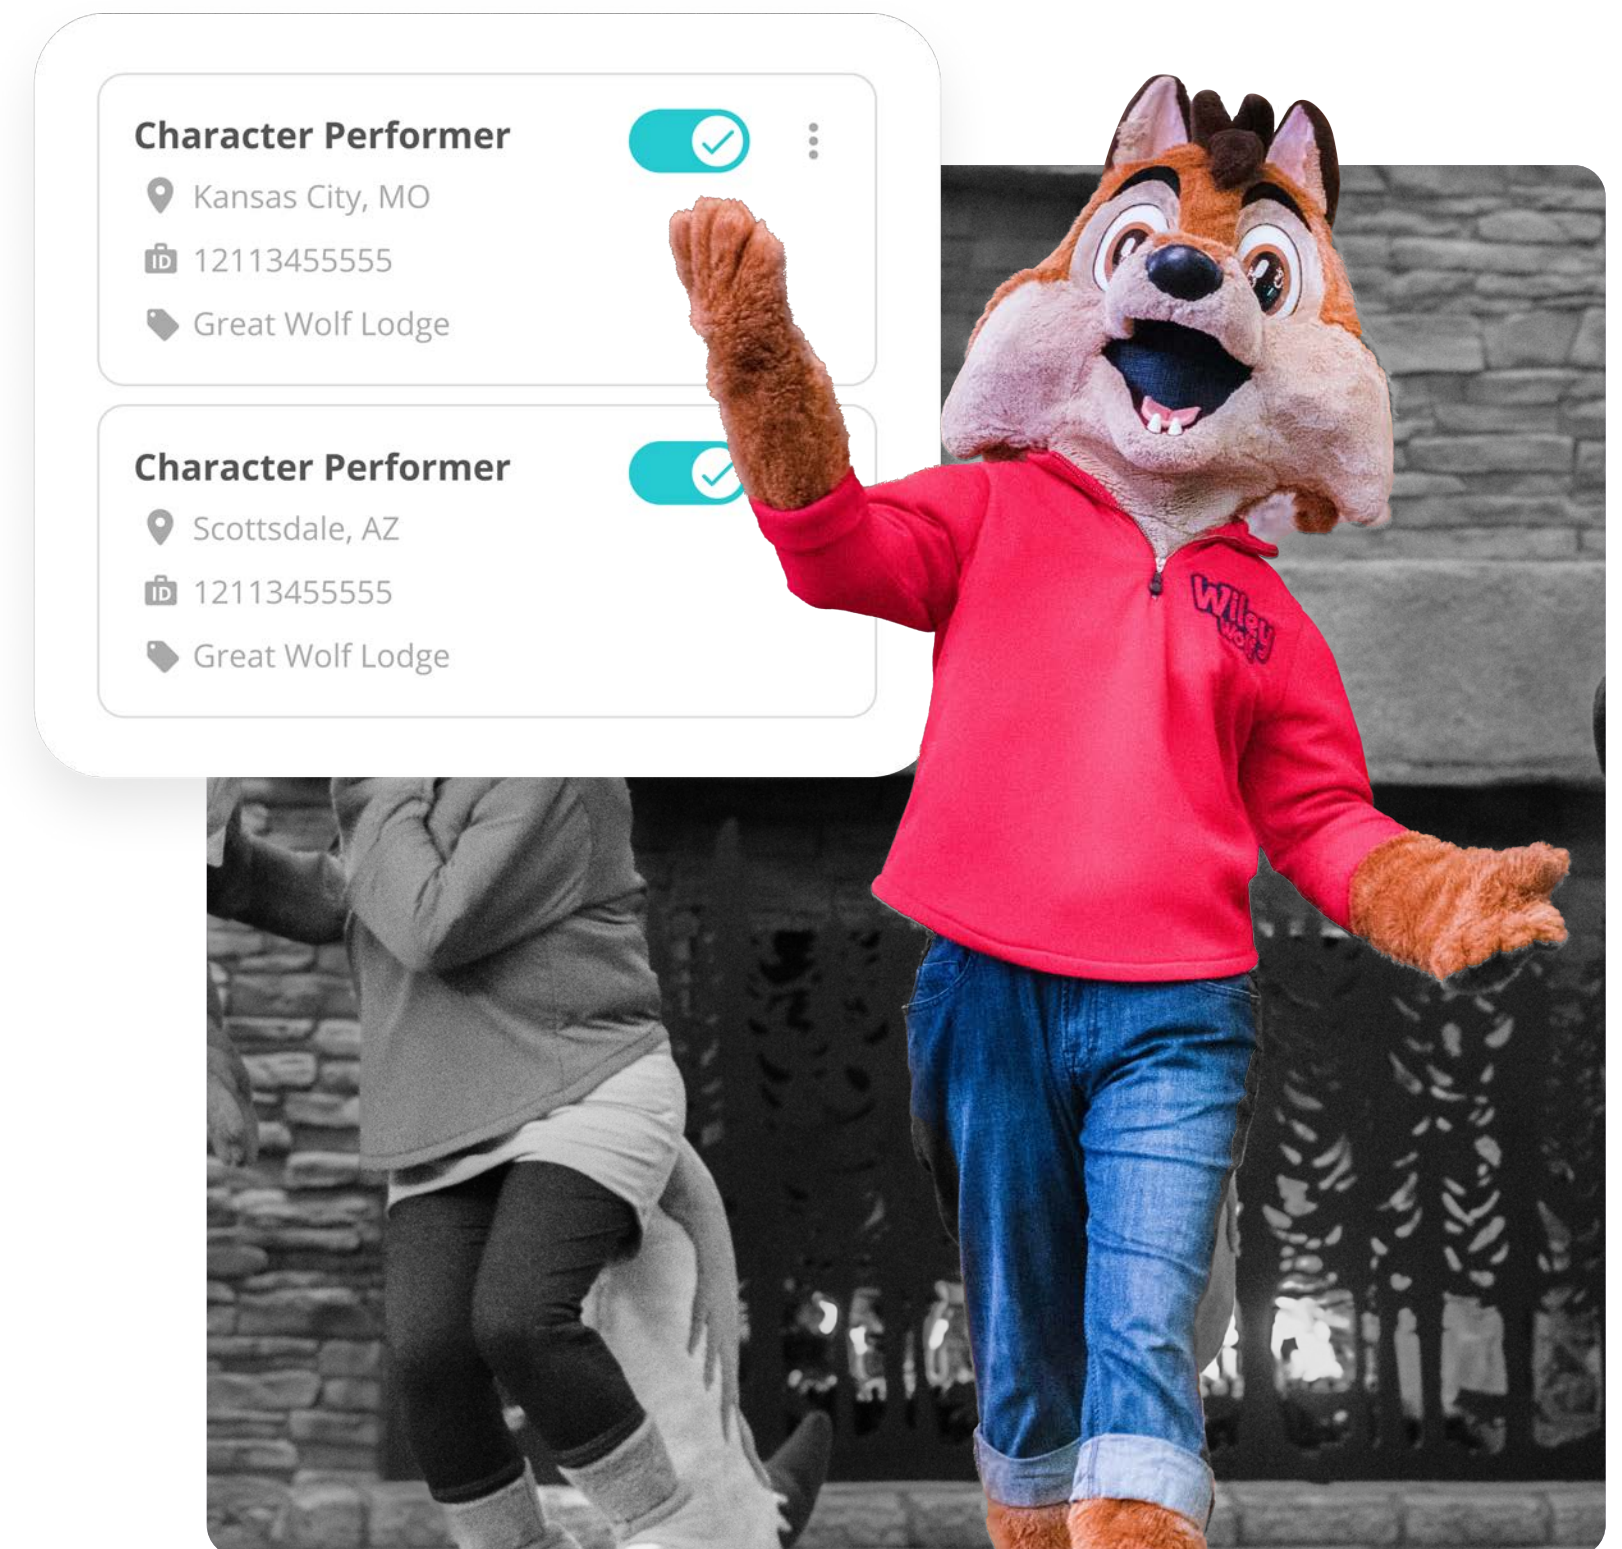 Character Performer
Kansas City, MO
ID 12113455555
Great Wolf Lodge
Character Performer
Scottsdale, AZ
ID 12113455555
Great Wolf Lodge
Wiley
Wolf